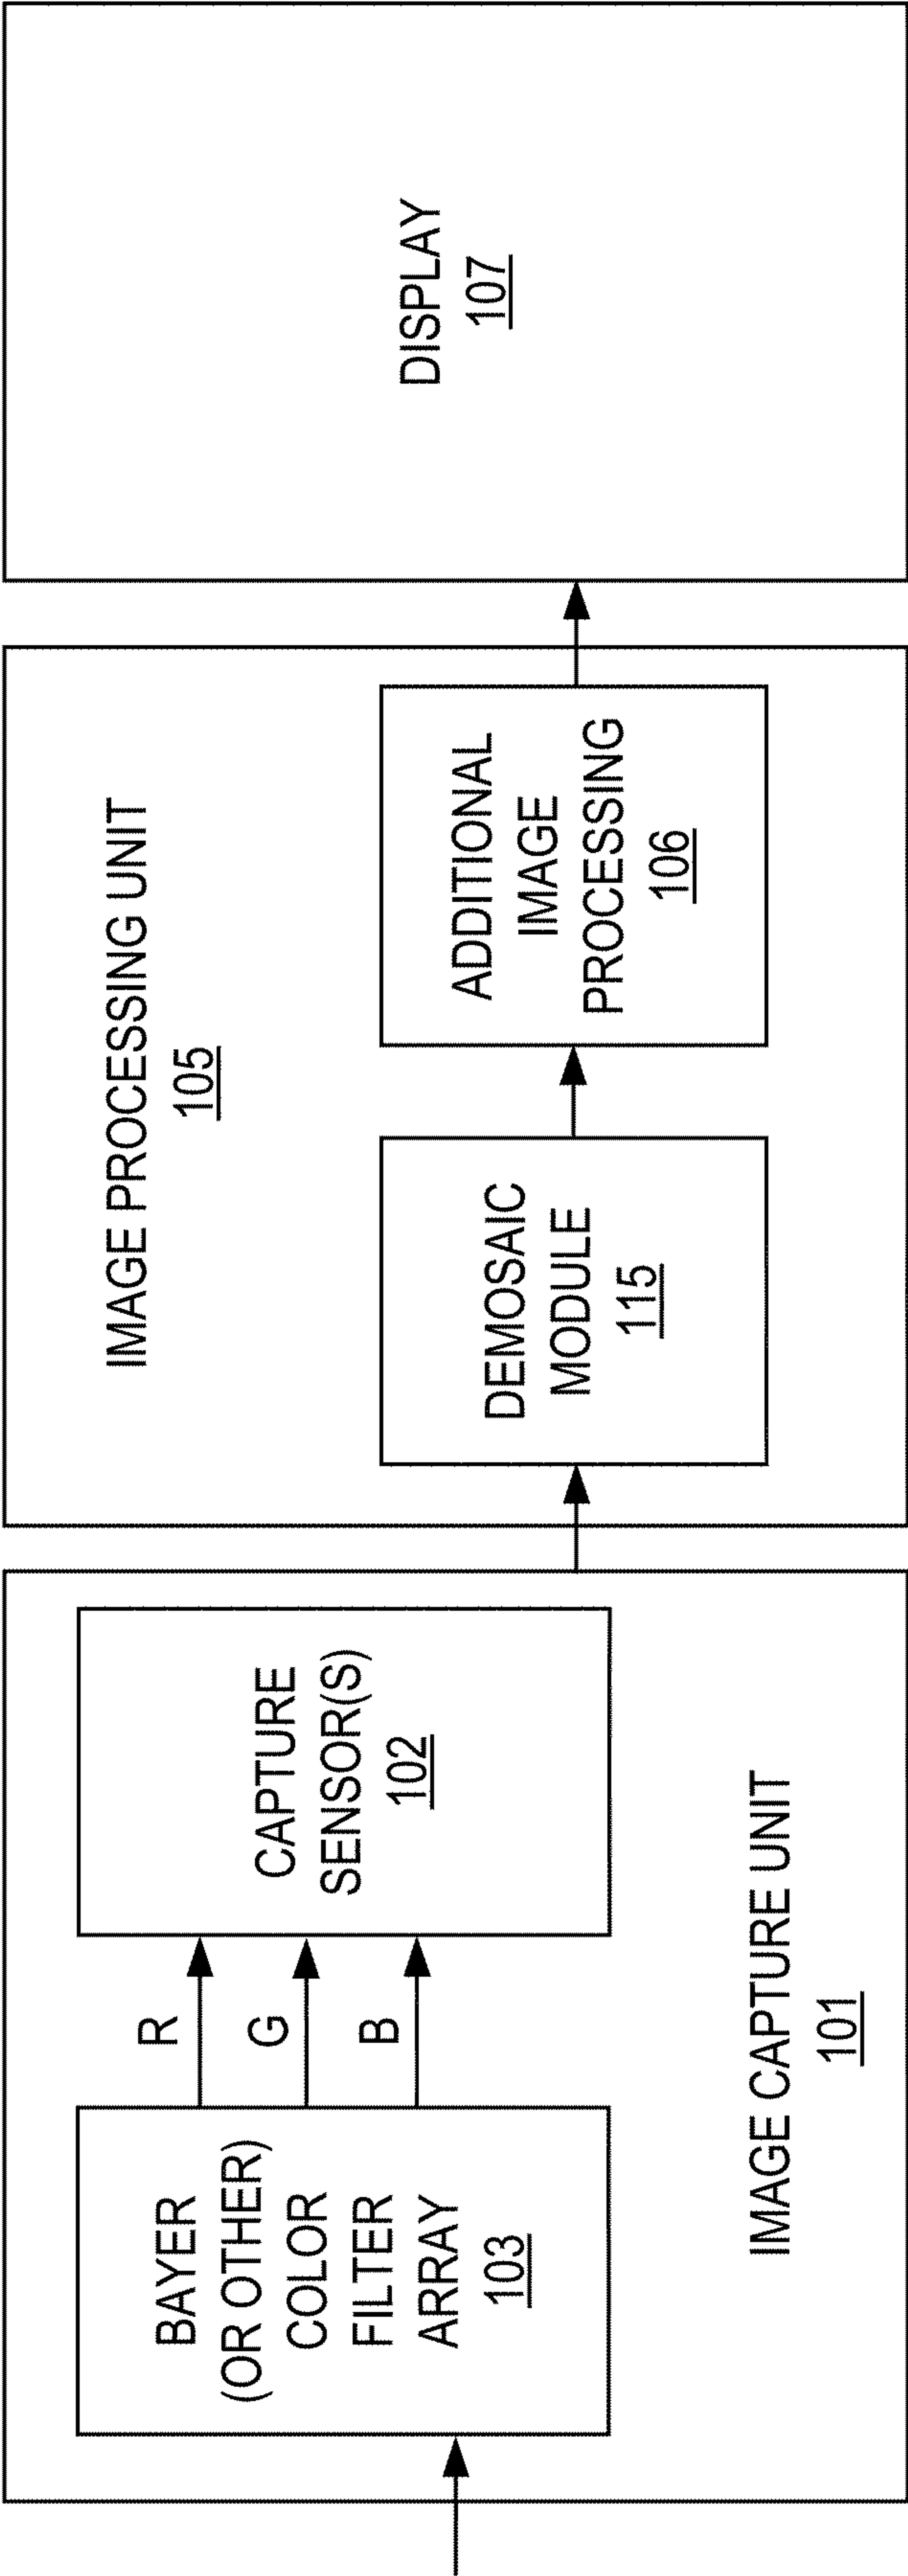 BAYER
(OR OTHER)
COLOR
FILTER
ARRAY
103
R
G
B
CAPTURE
SENSOR(S)
102
IMAGE CAPTURE UNIT
101
IMAGE PROCESSING UNIT
105
DEMOSAIC
MODULE
115
ADDITIONAL
IMAGE
PROCESSING
106
DISPLAY
107